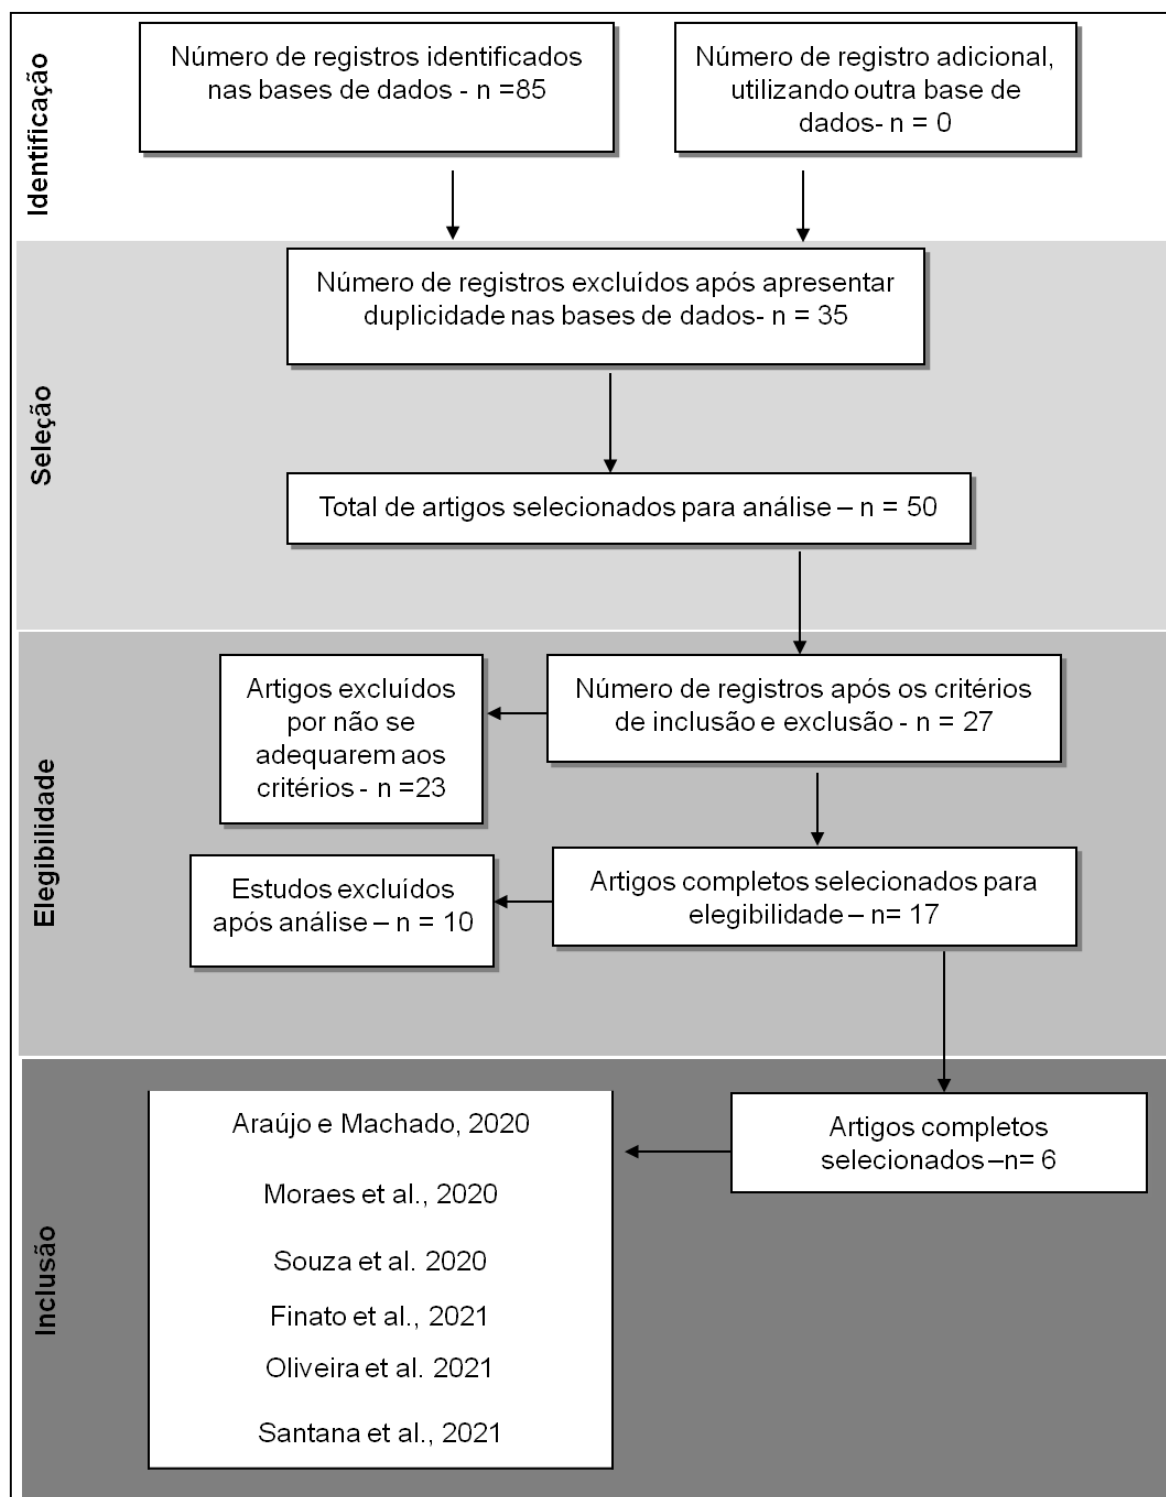 Identificação
Número de registros identificados
nas bases de dados - n =85
Número de registro adicional,
utilizando outra base de
dados- n = 0
Seleção
Número de registros excluídos após apresentar
duplicidade nas bases de dados- n = 35
Total de artigos selecionados para análise – n = 50
Elegibilidade
Artigos excluídos
por não se
adequarem aos
critérios - n =23
Número de registros após os critérios
de inclusão e exclusão - n = 27
Estudos excluídos
após análise – n = 10
Artigos completos selecionados para
elegibilidade – n= 17
Inclusão
Araújo e Machado, 2020
Moraes et al., 2020
Souza et al. 2020
Finato et al., 2021
Oliveira et al. 2021
Santana et al., 2021
Artigos completos
selecionados –n= 6